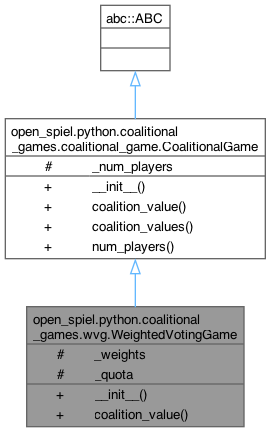 abc::ABC
open_spiel.python.coalitional
_games.coalitional_game.CoalitionalGame
# _num_players
+ __init__()
+ coalition_value()
+ coalition_values()
+ num_players()
open_spiel.python.coalitional
_games.wvg.WeightedVotingGame
# _weights
# _quota
+ __init__()
+ coalition_value()